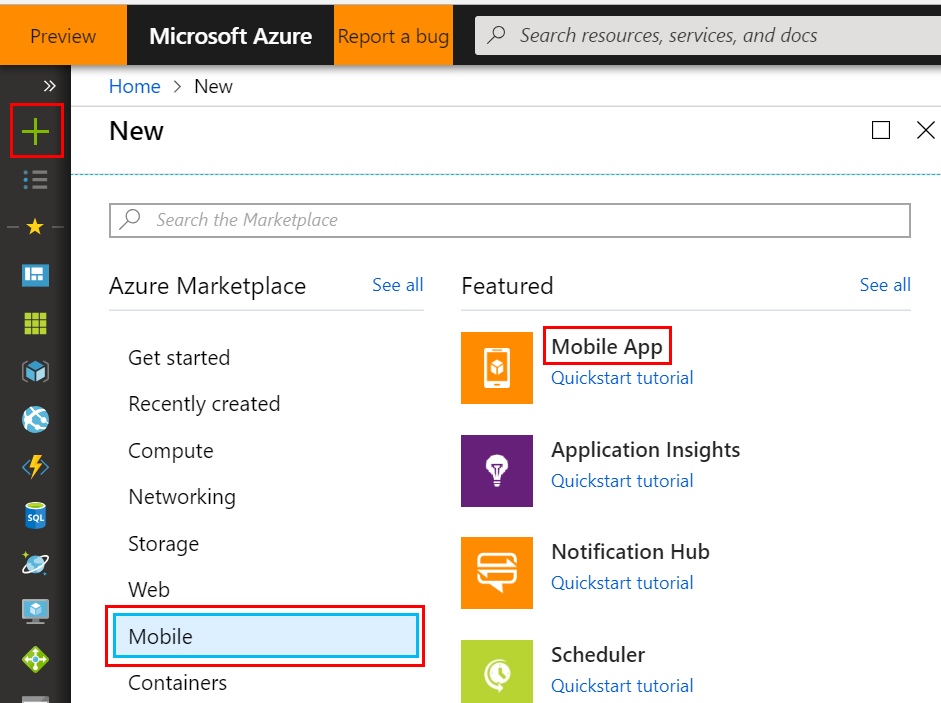 Preview
Microsoft Azure
Report a bug
Search resources, services, and docs
Home > New
New
Search the Marketplace
Azure Marketplace
See all
Get started
Recently created
Compute
Networking
Storage
Web
Mobile
Containers
Featured
See all
Mobile App
Quickstart tutorial
Application Insights
Quickstart tutorial
Notification Hub
Quickstart tutorial
Scheduler
Quickstart tutorial
SQL